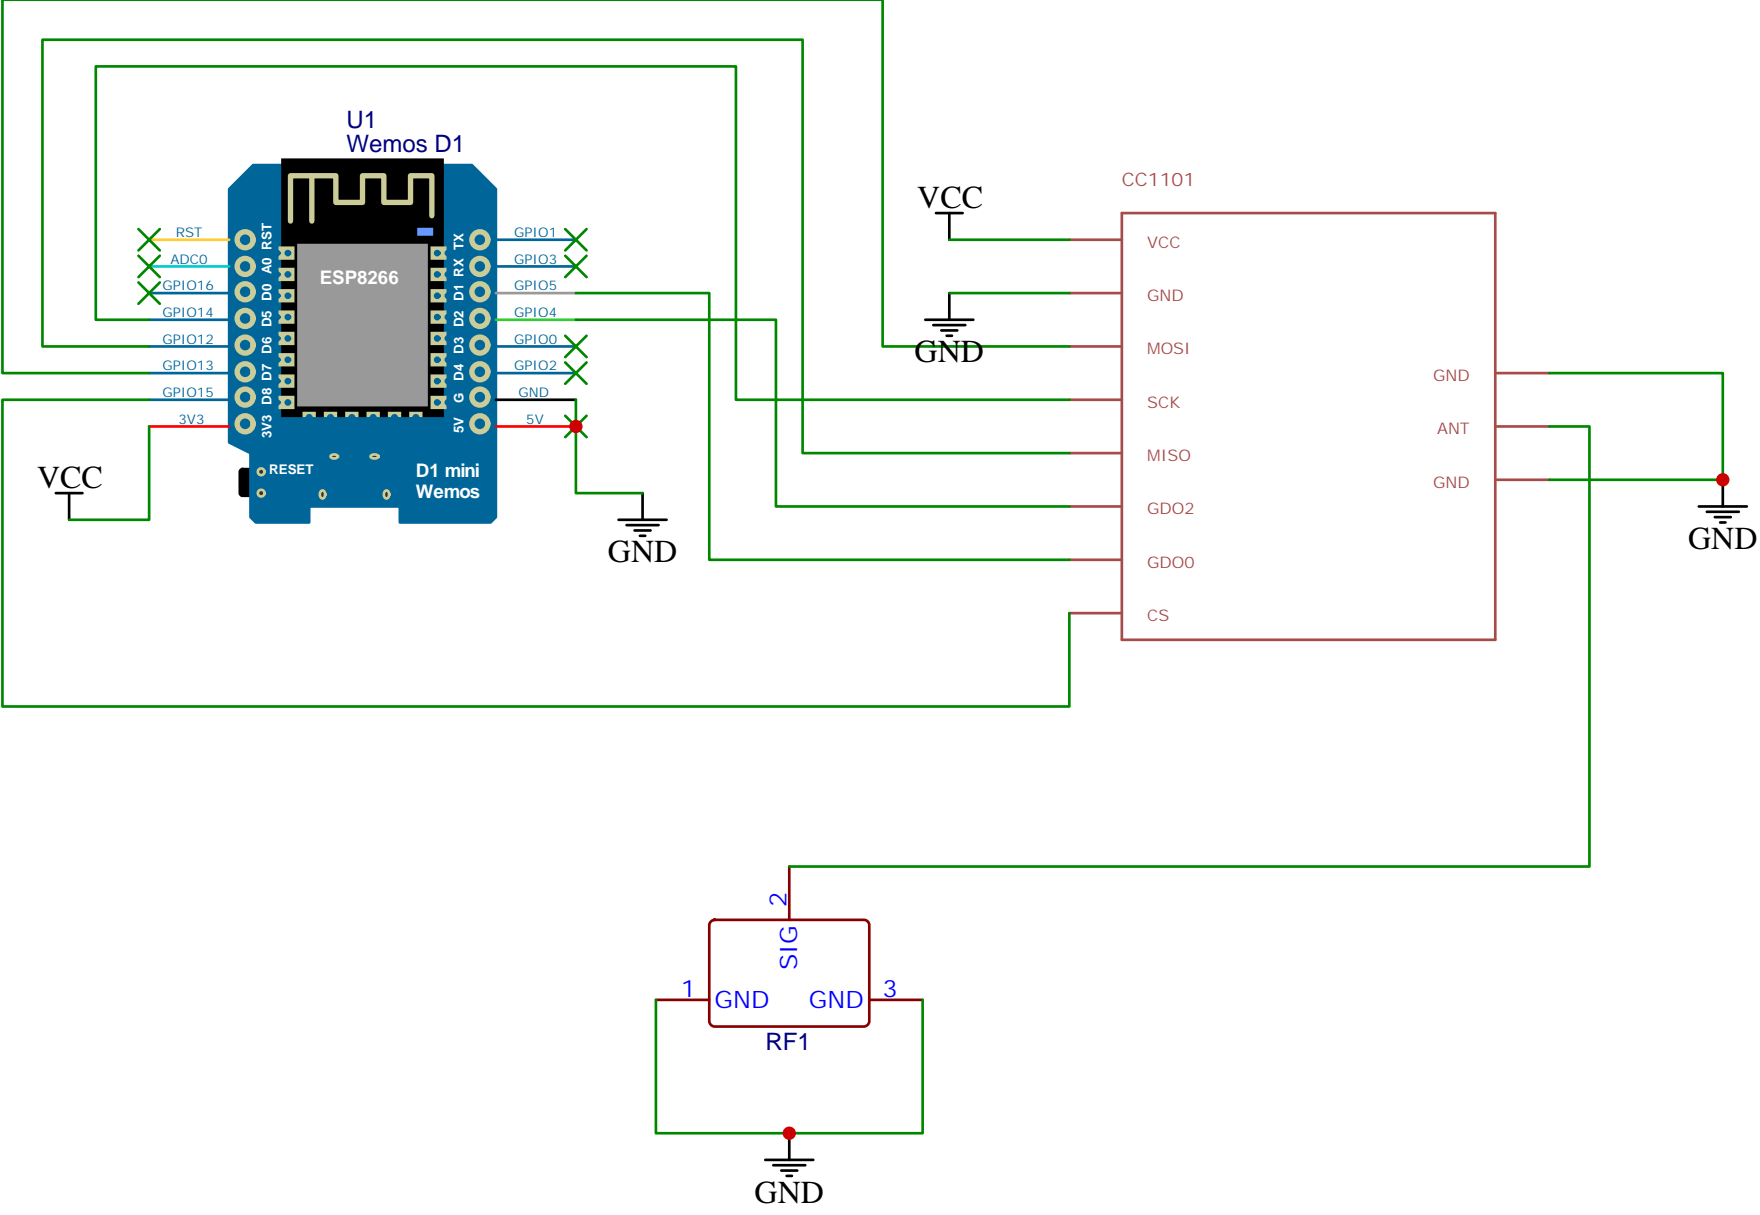 U1
Wemos D1
RST
ADC0
GPIO16
GPIO14
GPIO12
GPIO13
GPIO15
3V3
RST
A0
D0
D5
D6
D7
D8
3V3
ESP8266
TX
RX
D1
D2
D3
D4
G
5V
GPIO1
GPIO3
GPIO5
GPIO4
GPIO0
GPIO2
GND
5V
RESET
D1 mini
Wemos
VCC
GND
VCC
GND
CC1101
VCC
GND
MOSI
SCK
MISO
GDO2
GDO0
CS
GND
ANT
GND
GND
2
SIG
1
GND
GND
3
RF1
GND